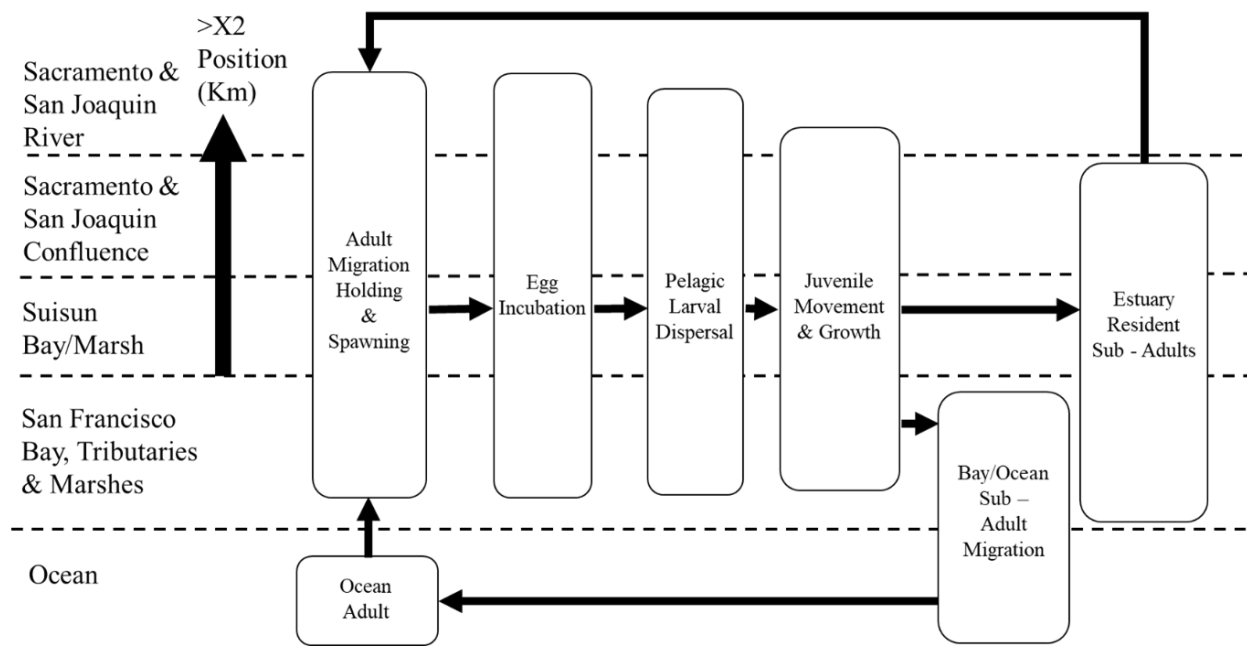 >X2
Position
(Km)
Sacramento &
San Joaquin
River
Sacramento &
San Joaquin
Confluence
Suisun
Bay/Marsh
San Francisco
Bay, Tributaries
& Marshes
Ocean
Adult
Migration
Holding
&
Spawning
Egg
Incubation
Pelagic
Larval
Dispersal
Juvenile
Movement
& Growth
Estuary
Resident
Sub - Adults
Bay/Ocean
Sub –
Adult
Migration
Ocean
Adult